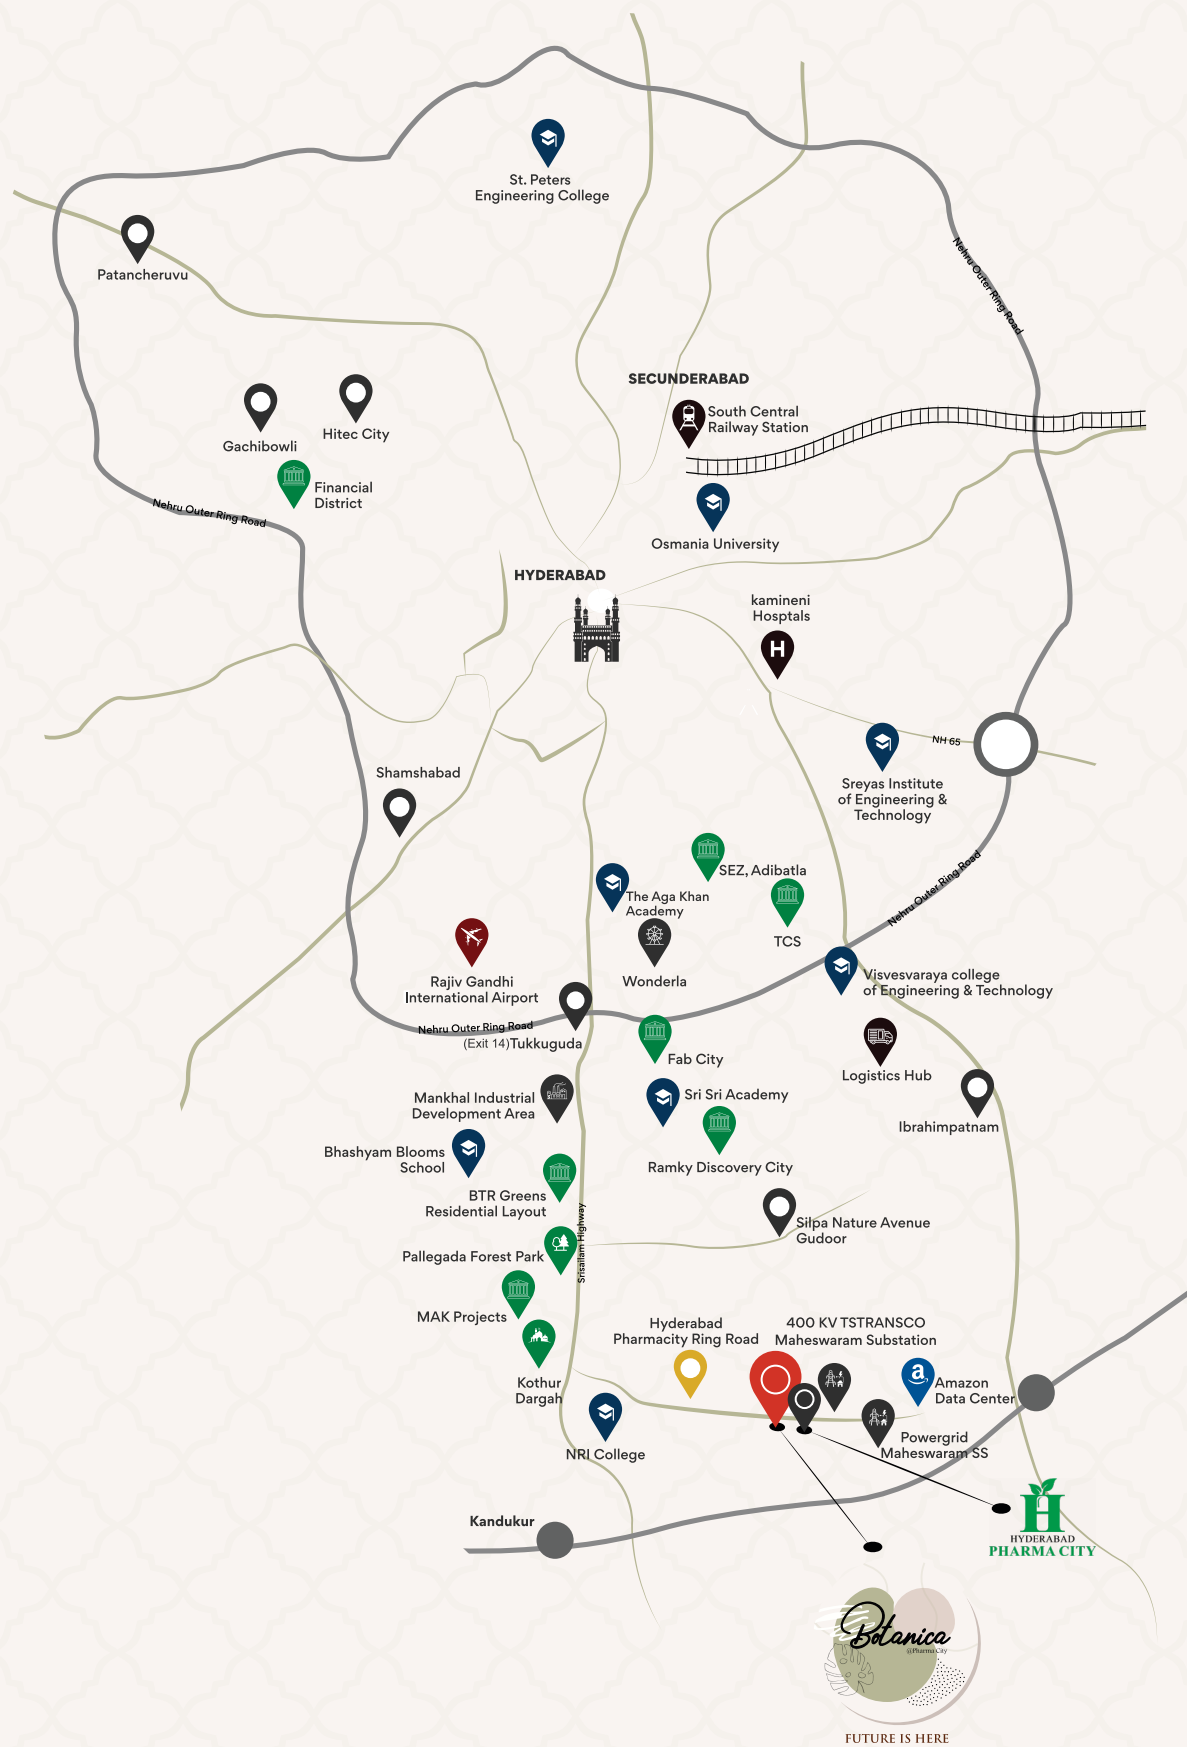 St. Peters
Engineering College
Patancheruvu
Nehru Outer Ring Road
SECUNDERABAD
South Central
Railway Station
Gachibowli
Hitec City
Financial
District
Nehru Outer Ring Road
Osmania University
HYDERABAD
kamineni
Hosptals
H
NH 65
Shamshabad
Sreyas Institute
of Engineering &
Technology
Nehru Outer Ring Road
SEZ, Adibatla
The Aga Khan
Academy
TCS
Wonderla
Rajiv Gandhi
International Airport
Visvesvaraya college
of Engineering & Technology
Nehru Outer Ring Road
(Exit 14)Tukkuguda
Fab City
Logistics Hub
Mankhal Industrial
Development Area
Sri Sri Academy
Ibrahimpatnam
Bhashyam Blooms
School
Ramky Discovery City
BTR Greens
Residential Layout
Srisailam Highway
Silpa Nature Avenue
Gudoor
Pallegada Forest Park
MAK Projects
Hyderabad
Pharmacity Ring Road
400 KV TSTRANSCO
Maheswaram Substation
Kothur
Dargah
a
Amazon
Data Center
NRI College
Powergrid
Maheswaram SS
Kandukur
H
HYDERABAD
PHARMA CITY
Botanica
@Pharma City
FUTURE IS HERE